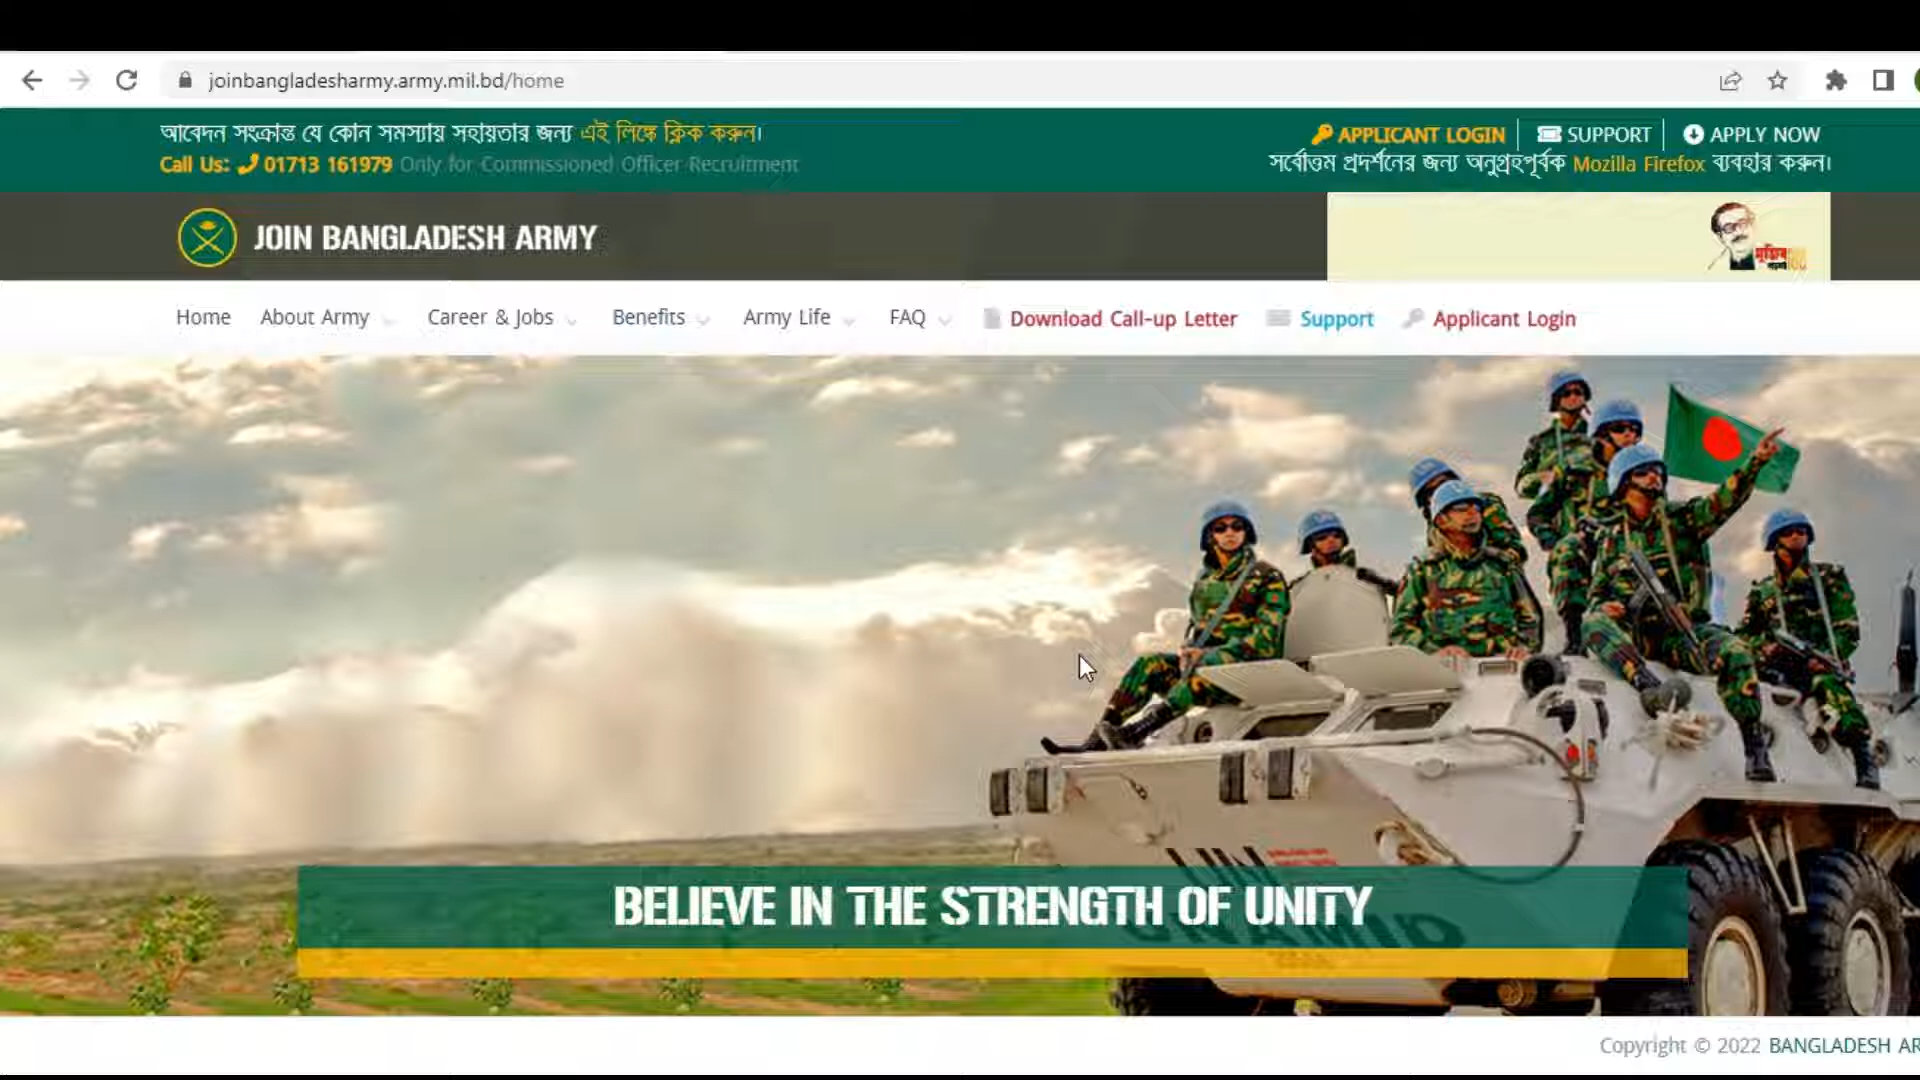 joinbangladesharmy.army.mil.bd/home
আবেদন সংক্রান্ত যে কোন সমস্যায় সহায়তার জন্য এই লিঙ্কে ক্লিক করুন।
APPLICANT LOGIN SUPPORT APPLY NOW
Call Us: 01713 161979 Only for Commissioned Officer Recruitment
সর্বোত্তম প্রদর্শনের জন্য অনুগ্রহপূর্বক Mozilla Firefox ব্যবহার করুন।
JOIN BANGLADESH ARMY
মুজিব
Home About Army Career & Jobs Benefits Army Life FAQ Download Call-up Letter Support Applicant Login
UN
BELIEVE IN THE STRENGTH OF UNITY
Copyright © 2022 BANGLADESH AR